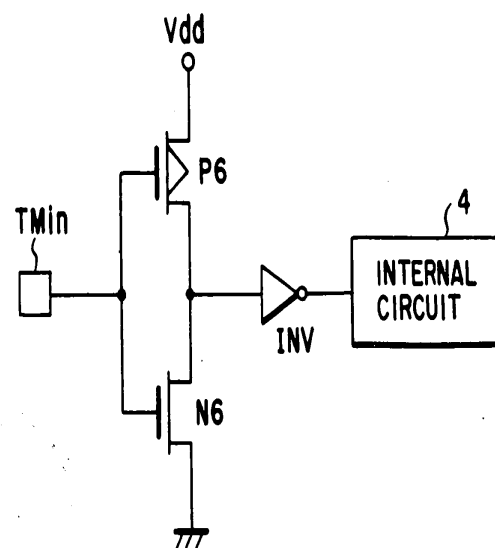 Vdd
P6
TMin
4
INTERNAL
CIRCUIT
INV
N6